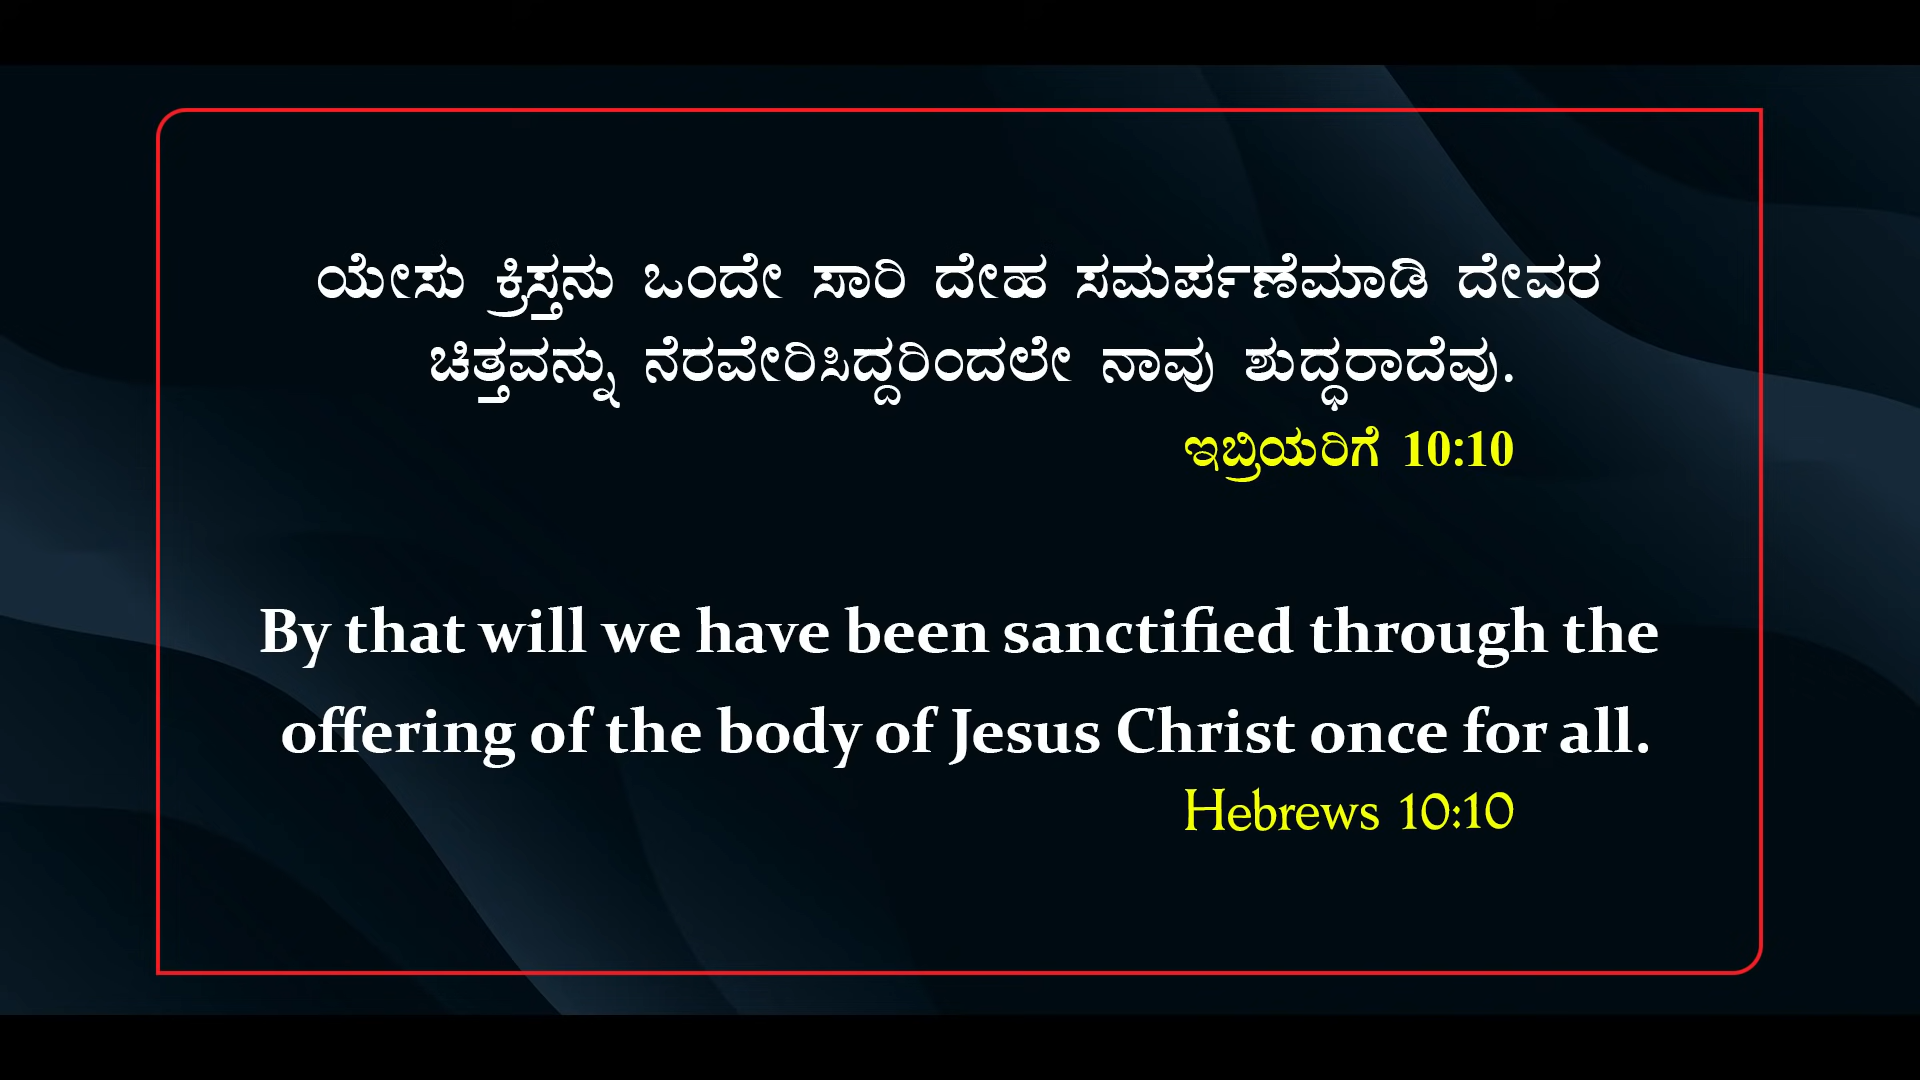 ಯೇಸು ಕ್ರಿಸ್ತನು ಒಂದೇ ಸಾರಿ ದೇಹ ಸಮರ್ಪಣೆಮಾಡಿ ದೇವರ
ಚಿತ್ತವನ್ನು ನೆರವೇರಿಸಿದ್ದರಿಂದಲೇ ನಾವು ಶುದ್ಧರಾದೆವು.
ಇಬ್ರಿಯರಿಗೆ 10:10
By that will we have been sanctified through the
offering of the body of Jesus Christ once for all.
Hebrews 10:10